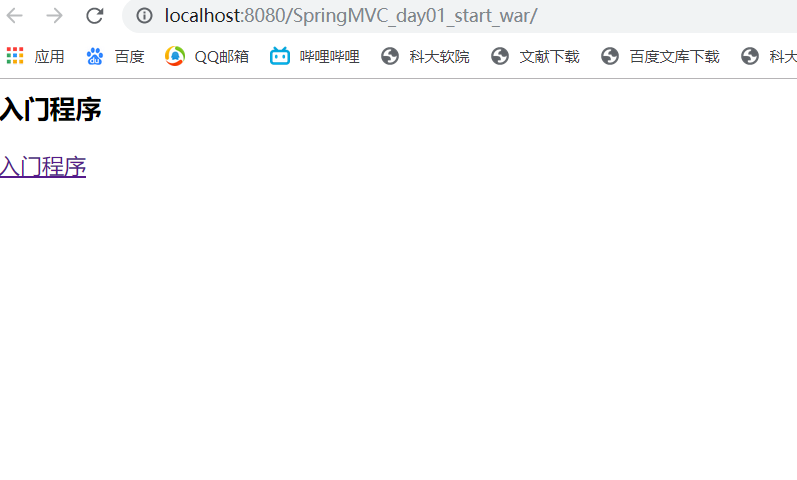 localhost:8080/SpringMVC_day01_start_war/
应用 百度 QQ邮箱 哔哩哔哩 科大软院 文献下载 百度文库下载 科大
入门程序
入门程序